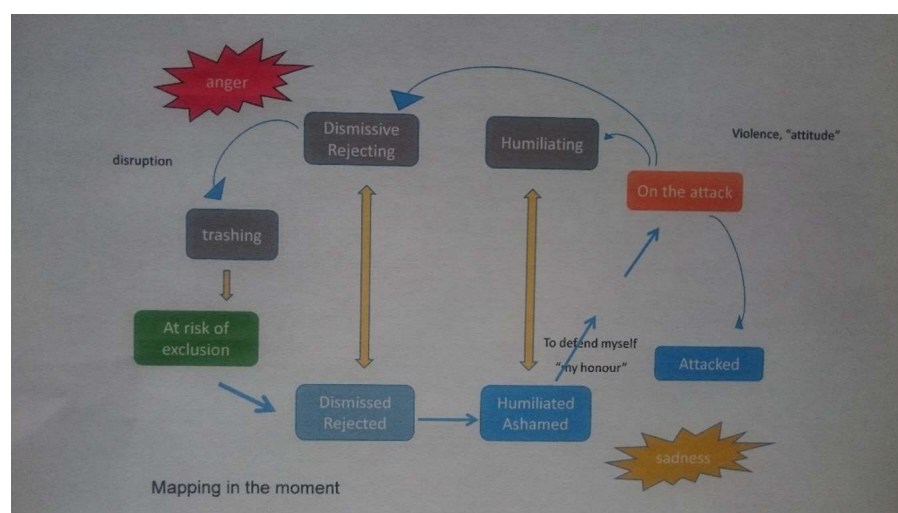 anger
Dismissive
Rejecting
Humiliating
Violence, "attitude"
disruption
On the attack
trashing
At risk of
exclusion
To defend myself
"my honour"
Attacked
Dismissed
Rejected
Humiliated
Ashamed
sadness
Mapping in the moment